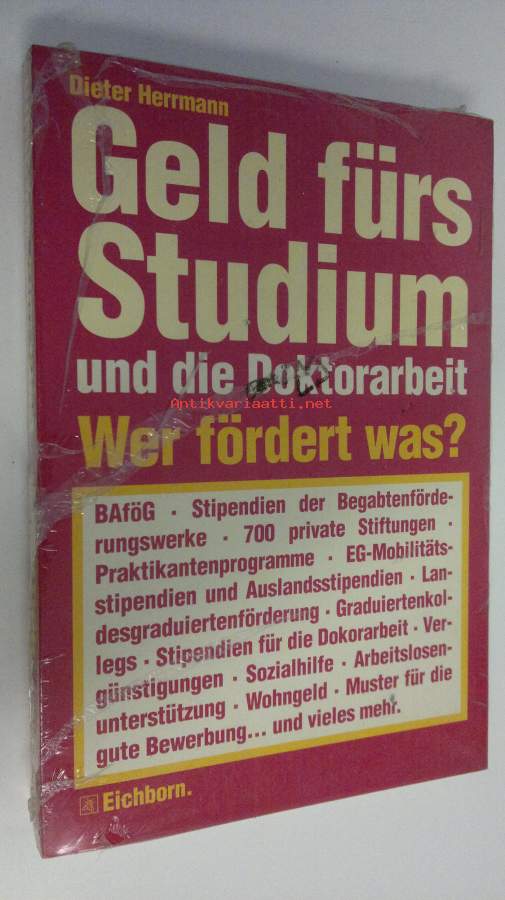 Dieter Herrmann
Geld fürs
Studium
und die Doktorarbeit
Antikvariaatti.net
Wer fördert was?
BAföG · Stipendien der Begabtenförde-
rungswerke · 700 private Stiftungen ·
Praktikantenprogramme · EG-Mobilitäts-
stipendien und Auslandsstipendien · Lan-
desgraduiertenförderung · Graduiertenkol-
legs · Stipendien für die Dokorarbeit · Ver-
günstigungen · Sozialhilfe · Arbeitslosen-
unterstützung · Wohngeld · Muster für die
gute Bewerbung... und vieles mehr.
Eichborn.